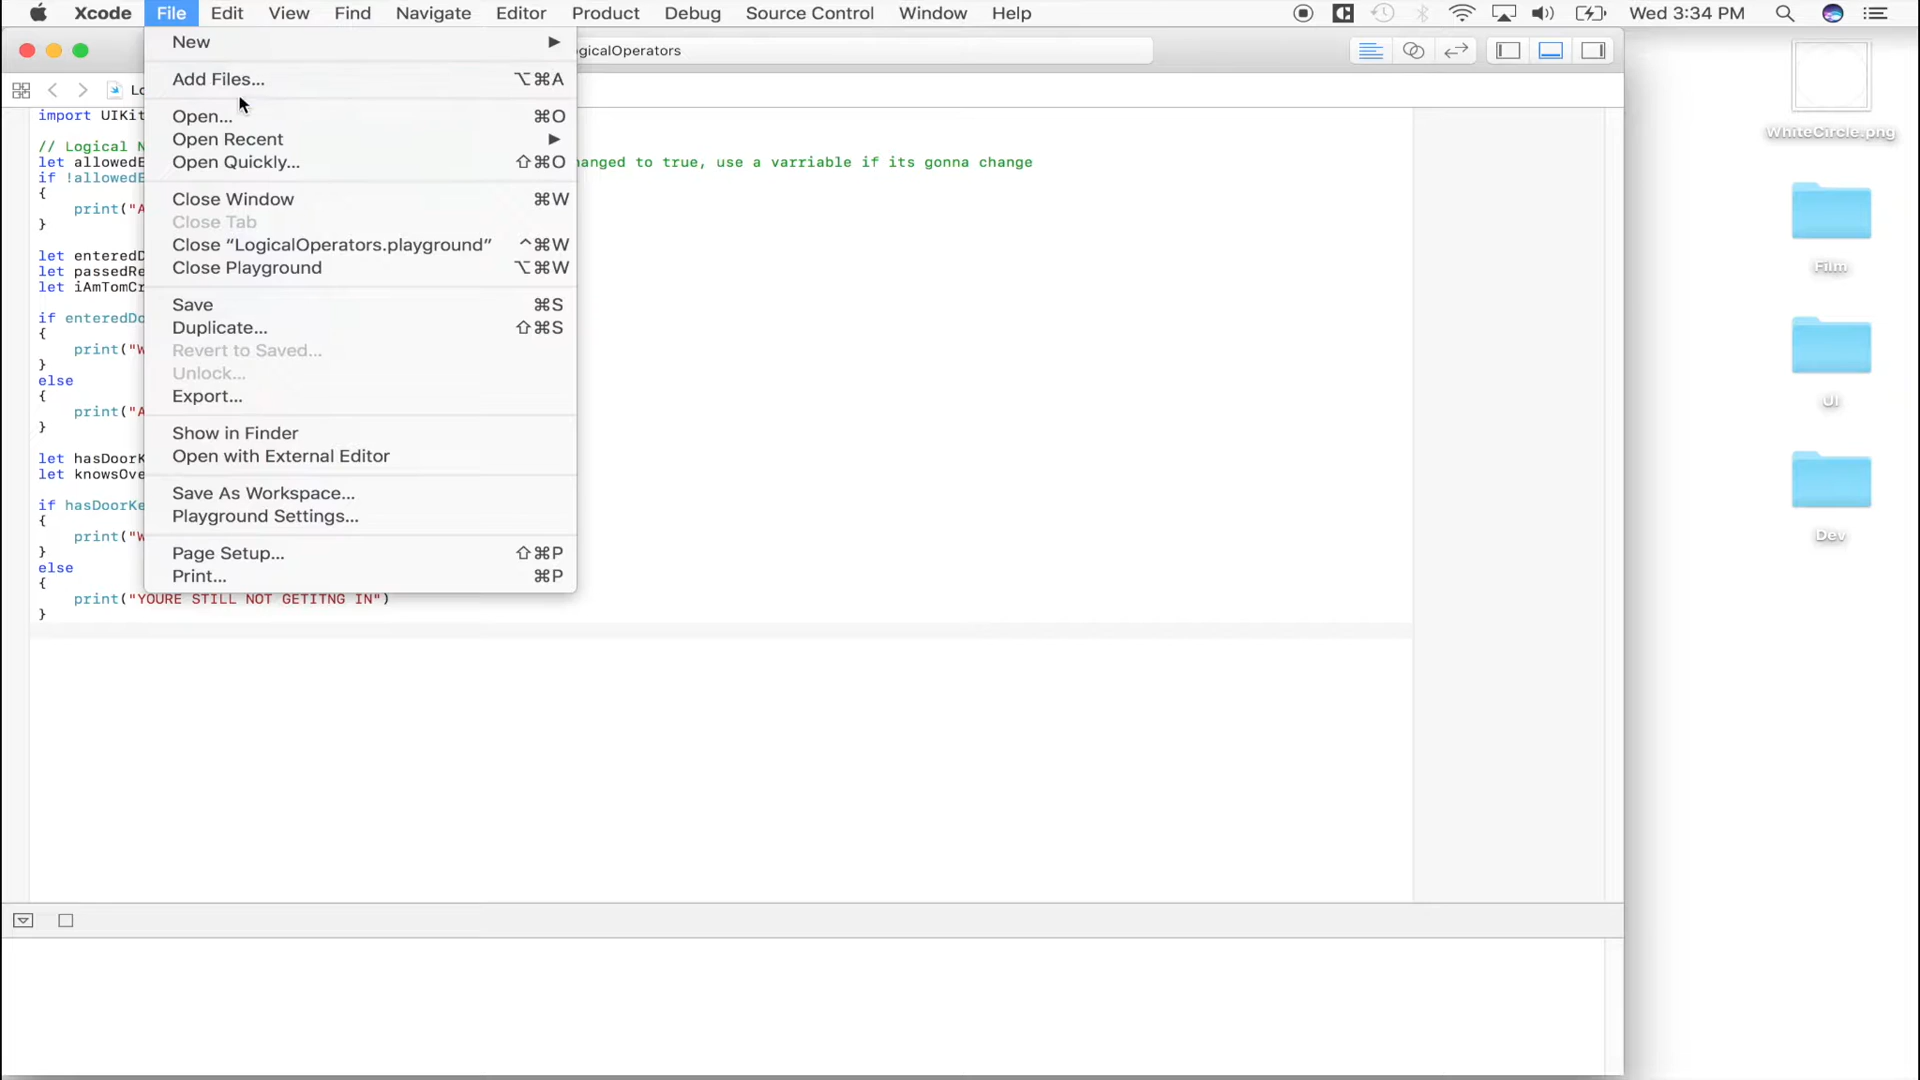 Xcode File Edit View Find Navigate Editor Product Debug Source Control Window Help Wed 3:34 PM
New
Add Files... ⌥⌘A
Open... ⌘O
Open Recent
Open Quickly... ⇧⌘O
Close Window ⌘W
Close Tab
Close “LogicalOperators.playground” ^⌘W
Close Playground ⌥⌘W
Save ⌘S
Duplicate... ⇧⌘S
Revert to Saved...
Unlock...
Export...
Show in Finder
Open with External Editor
Save As Workspace...
Playground Settings...
Page Setup... ⇧⌘P
Print... ⌘P
gicalOperators
import UIKit
// Logical N
let allowedE
hanged to true, use a varriable if its gonna change
if !allowedE
{
print("A
}
let enteredD
let passedRe
let iAmTomCr
if enteredDo
{
print("W
}
else
{
print("A
}
let hasDoorK
let knowsOve
if hasDoorKe
{
print("W
}
else
{
print("YOURE STILL NOT GETITNG IN")
}
WhiteCircle.png
Film
UI
Dev